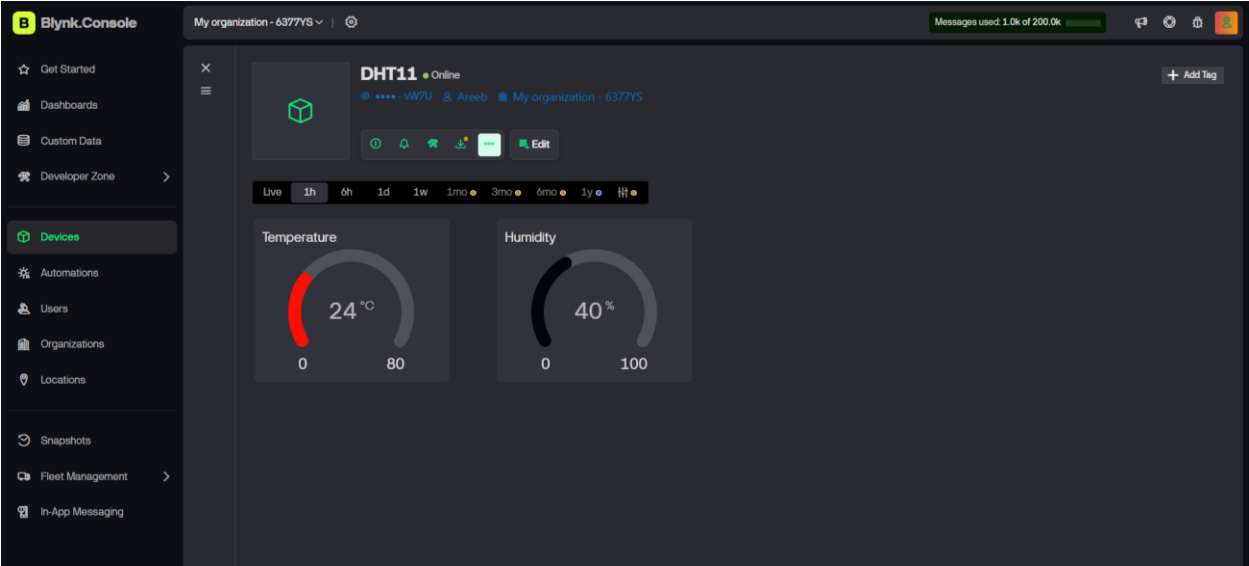 Blynk.Console
My organization - 6377YS
Messages used: 1.0k of 200.0k
Get Started
Dashboards
Custom Data
Developer Zone
Devices
Automations
Users
Organizations
Locations
Snapshots
Fleet Management
In-App Messaging
DHT11 Online
•••• - vW7U Areeb My organization - 6377YS
Add Tag
Edit
Live 1h 6h 1d 1w 1mo 3mo 6mo 1y
Temperature
24 °C
0 80
Humidity
40 %
0 100